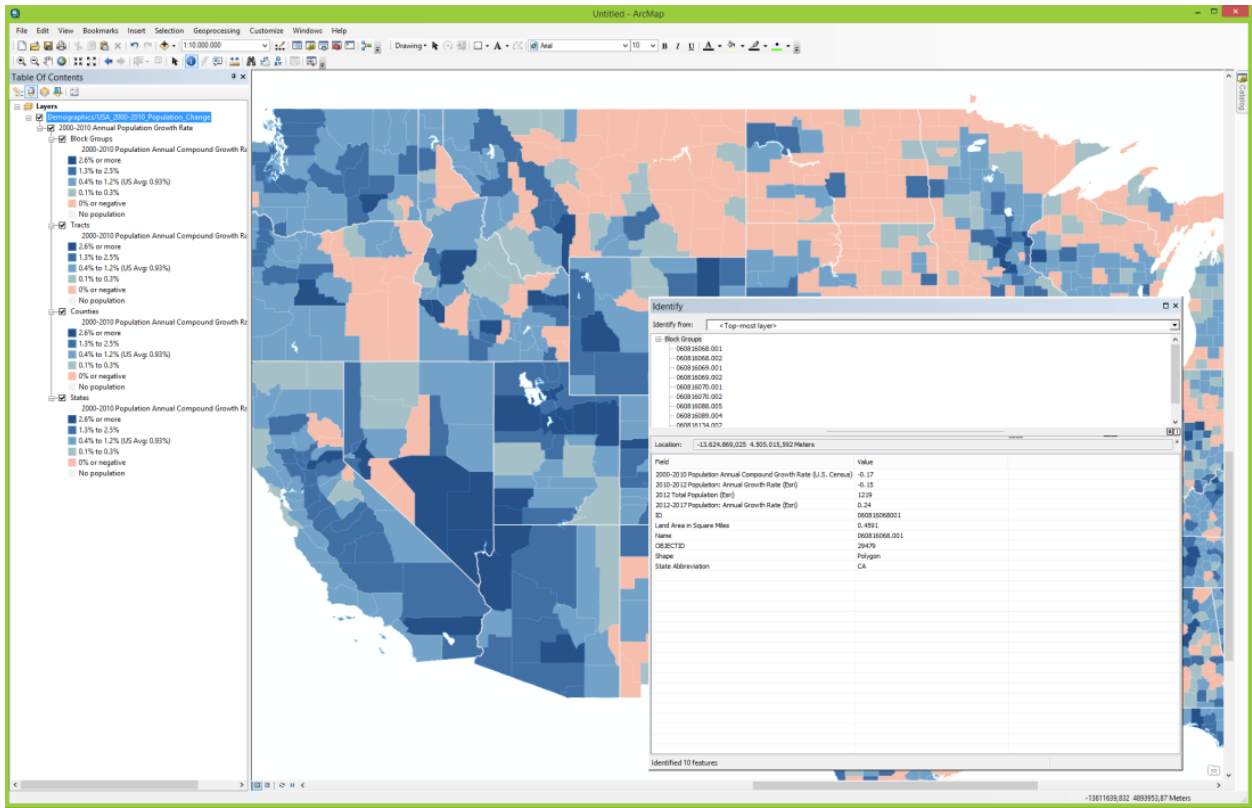 Untitled - ArcMap
File Edit View Bookmarks Insert Selection Geoprocessing Customize Windows Help
1:10.000.000 Drawing Arial 10 B I U A
Table Of Contents
Layers
Demographics/USA_2000-2010_Population_Change
2000-2010 Annual Population Growth Rate
Block Groups
2000-2010 Population Annual Compound Growth Ra
2.6% or more
1.3% to 2.5%
0.4% to 1.2% (US Avg: 0.93%)
0.1% to 0.3%
0% or negative
No population
Tracts
2000-2010 Population Annual Compound Growth Ra
2.6% or more
1.3% to 2.5%
0.4% to 1.2% (US Avg: 0.93%)
0.1% to 0.3%
0% or negative
No population
Counties
2000-2010 Population Annual Compound Growth Ra
2.6% or more
1.3% to 2.5%
0.4% to 1.2% (US Avg: 0.93%)
0.1% to 0.3%
0% or negative
No population
States
2000-2010 Population Annual Compound Growth Ra
2.6% or more
1.3% to 2.5%
0.4% to 1.2% (US Avg: 0.93%)
0.1% to 0.3%
0% or negative
No population
Catalog
Identify
Identify from: <Top-most layer>
Block Groups
060816068.001
060816068.002
060816069.001
060816069.002
060816070.001
060816070.002
060816088.005
060816089.004
060816134.002
Location: -13.624.869,025 4.505.015,592 Meters
Field Value
2000-2010 Population Annual Compound Growth Rate (U.S. Census) -0.17
2010-2012 Population: Annual Growth Rate (Esri) -0.15
2012 Total Population (Esri) 1219
2012-2017 Population: Annual Growth Rate (Esri) 0.24
ID 060816068001
Land Area in Square Miles 0.4591
Name 060816068.001
OBJECTID 29479
Shape Polygon
State Abbreviation CA
Identified 10 features
-13611639,832 4893953,87 Meters